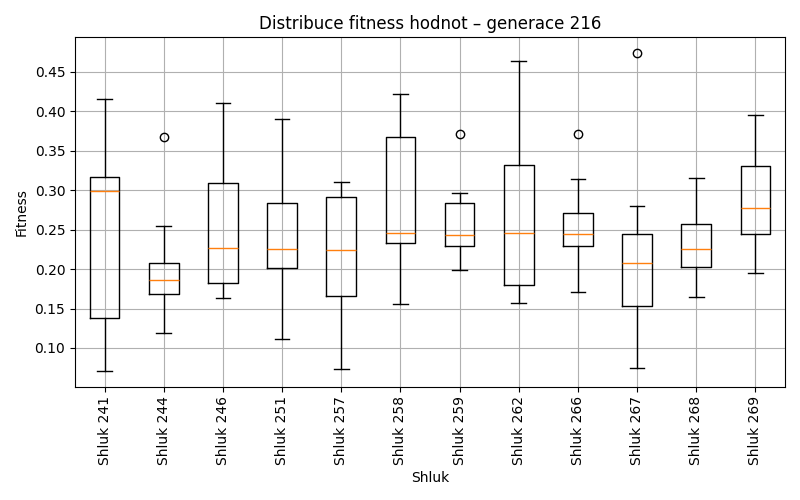 Distribuce fitness hodnot – generace 216
Fitness
0.45
0.40
0.35
0.30
0.25
0.20
0.15
0.10
Shluk 241
Shluk 244
Shluk 246
Shluk 251
Shluk 257
Shluk 258
Shluk 259
Shluk 262
Shluk 266
Shluk 267
Shluk 268
Shluk 269
Shluk